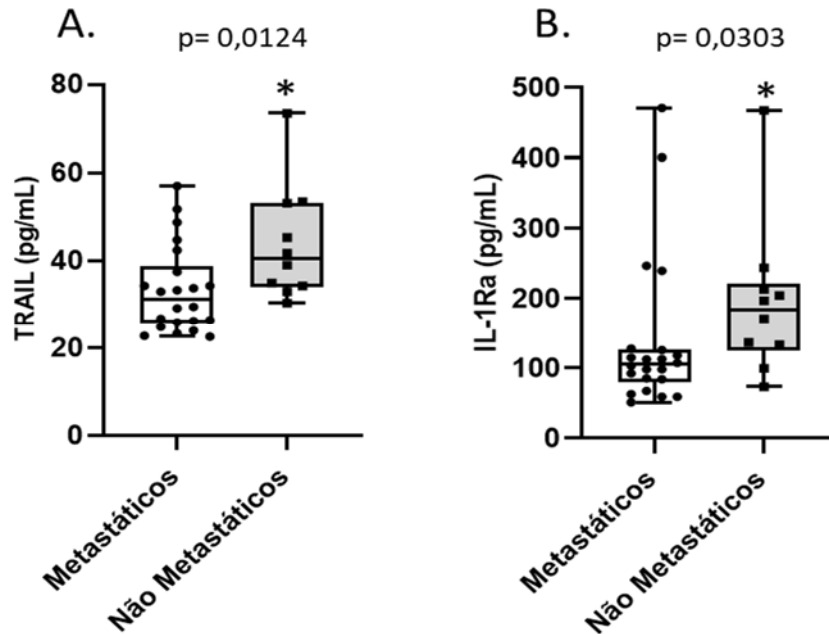 A.
p= 0,0124
TRAIL (pg/mL)
80
60
40
20
0
*
Metastáticos
Não Metastáticos
B.
p= 0,0303
IL-1Ra (pg/mL)
500
400
300
200
100
0
*
Metastáticos
Não Metastáticos